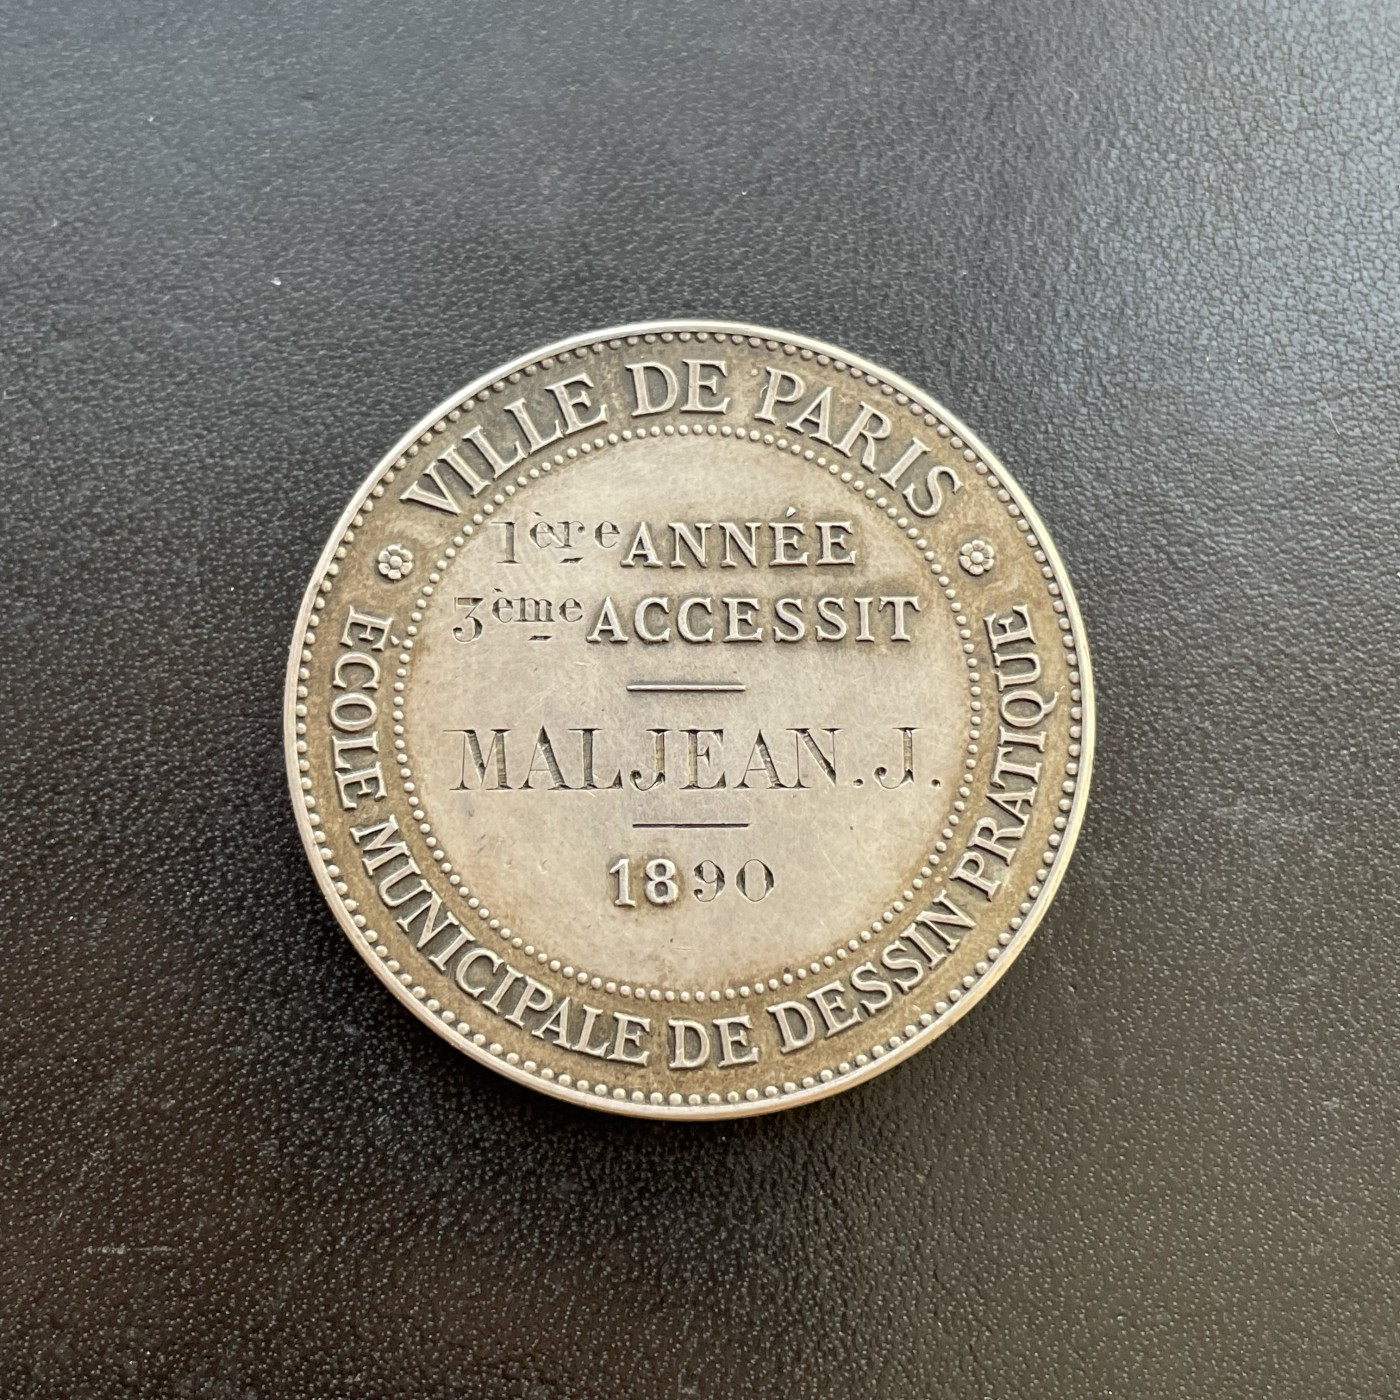 VILLE DE PARIS
1ère ANNÉE
3ème ACCESSIT
MALJEAN.J.
1890
ÉCOLE MUNICIPALE DE DESSIN PRATIQUE